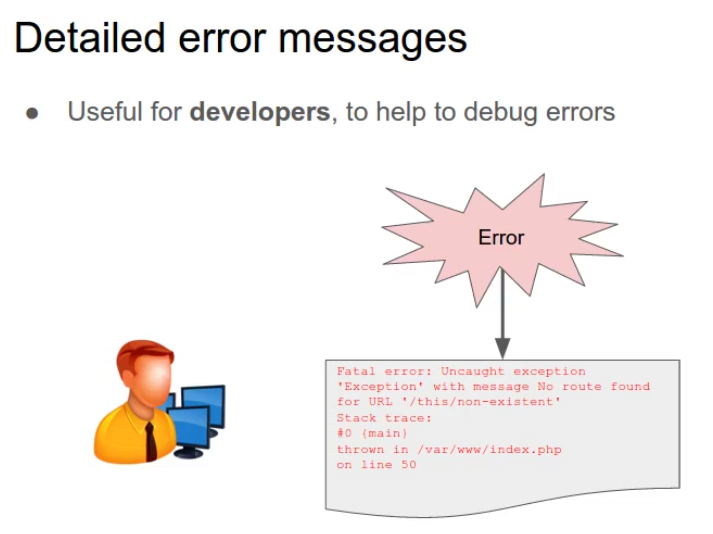 Detailed error messages
● Useful for developers, to help to debug errors
Error
Fatal error: Uncaught exception
'Exception' with message No route found
for URL '/this/non-existent'
Stack trace:
#0 {main}
thrown in /var/www/index.php
on line 50